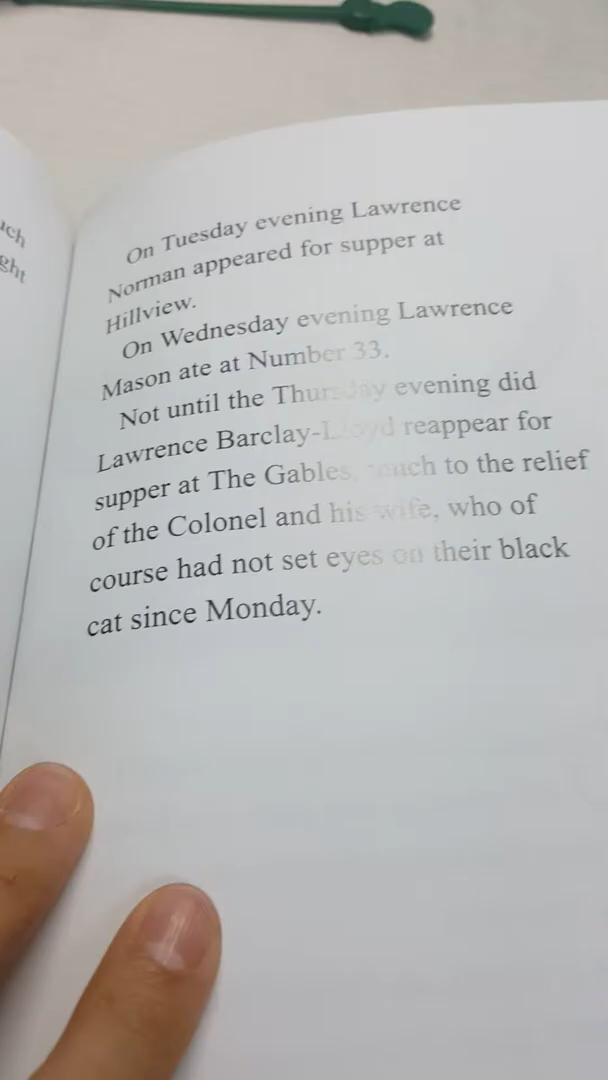 uch
ght
On Tuesday evening Lawrence
Norman appeared for supper at
Hillview.
On Wednesday evening Lawrence
Mason ate at Number 33.
Not until the Thursday evening did
Lawrence Barclay-Lloyd reappear for
supper at The Gables, much to the relief
of the Colonel and his wife, who of
course had not set eyes on their black
cat since Monday.